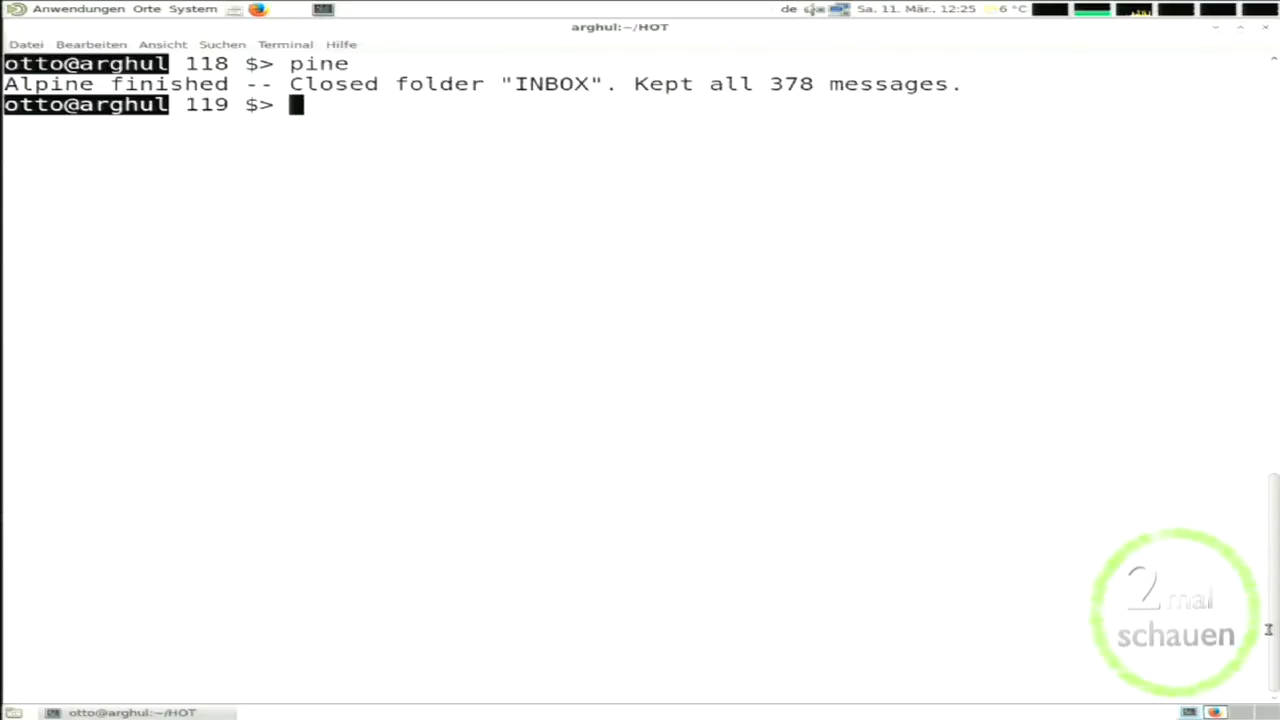 Anwendungen Orte System de Sa, 11. Mär., 12:25 6 °C
arghul:~/HOT
Datei Bearbeiten Ansicht Suchen Terminal Hilfe
otto@arghul 118 $> pine
Alpine finished -- Closed folder "INBOX". Kept all 378 messages.
otto@arghul 119 $>
2 mal
schauen
otto@arghul:~/HOT